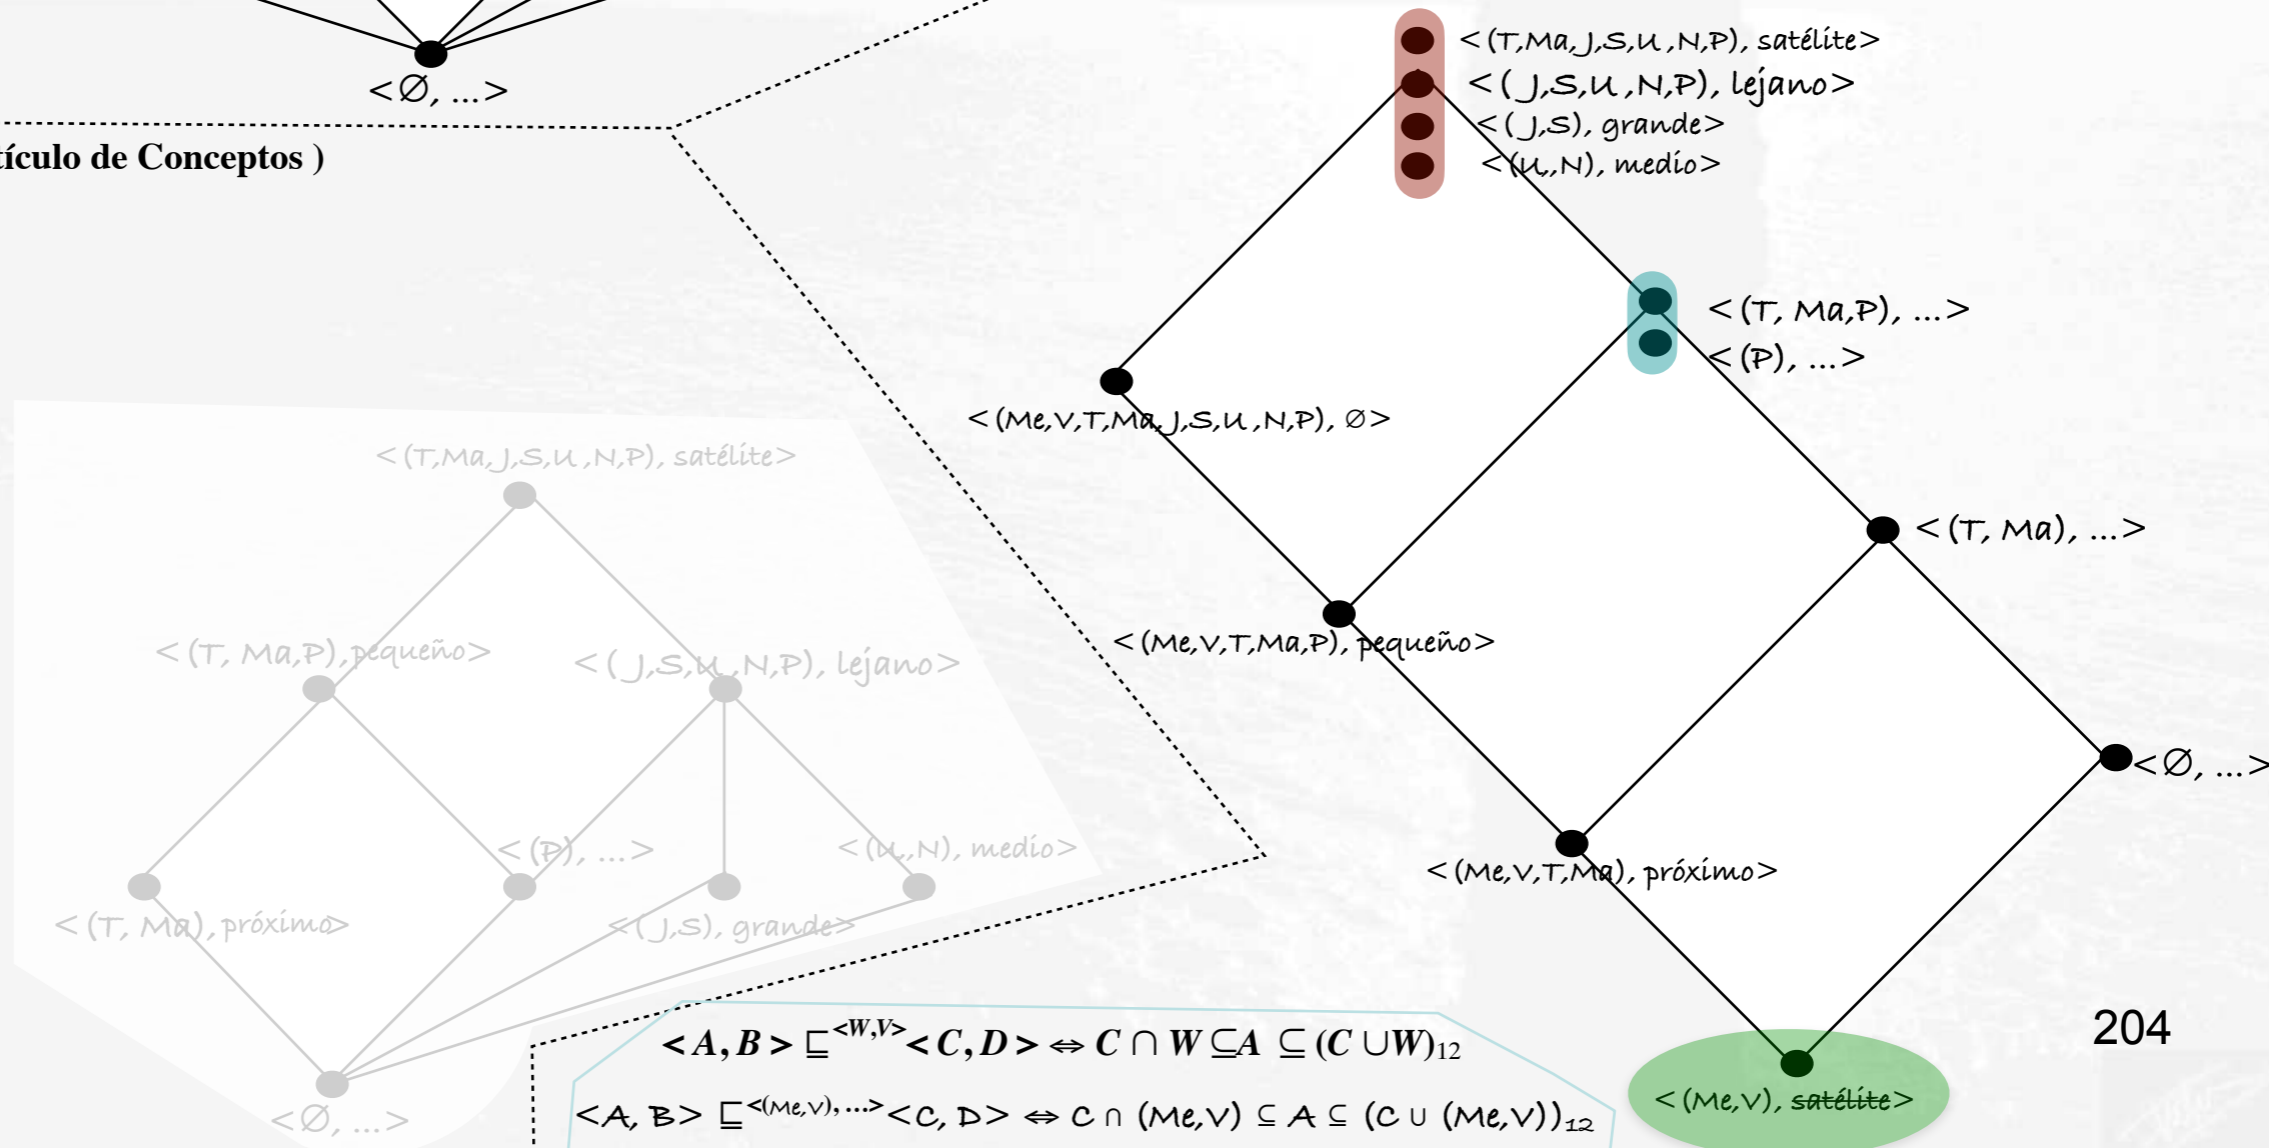 <∅, ...>
tículo de Conceptos )
<(T,Ma,J,S,U,N,P), satélite>
<( J,S,U,N,P), lejano>
<( J,S), grande>
<(U,,N), medio>
<(T, Ma,P), ...>
<(P), ...>
<(Me,V,T,Ma,J,S,U,N,P), ∅>
<(T, Ma), ...>
<(Me,V,T,Ma,P), pequeño>
<∅, ...>
<(Me,V,T,Ma), próximo>
<(Me,V), satélite>
<(T,Ma,J,S,U,N,P), satélite>
<(T, Ma,P),pequeño>
<( J,S,U,N,P), lejano>
<(P), ...>
<(U,,N), medio>
<(T, Ma),próximo>
<( J,S), grande>
<∅, ...>
<A, B> ⊑<W,V> <C, D> ⇔ C ∩ W ⊆A ⊆ (C ∪W)12
<A, B> ⊑<(Me,V), ...> <C, D> ⇔ C ∩ (Me,V) ⊆ A ⊆ (C ∪ (Me,V))12
204